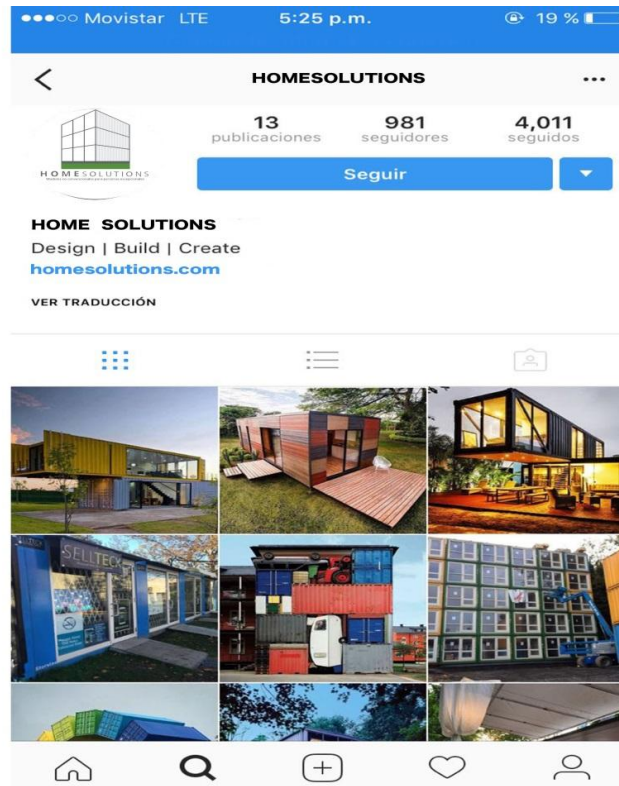 Movistar LTE 5:25 p.m. 19 %
HOMESOLUTIONS
13 981 4,011
publicaciones seguidores seguidos
HOMESOLUTIONS
Seguir
HOME SOLUTIONS
Design | Build | Create
homesolutions.com
VER TRADUCCIÓN
SELLTECK